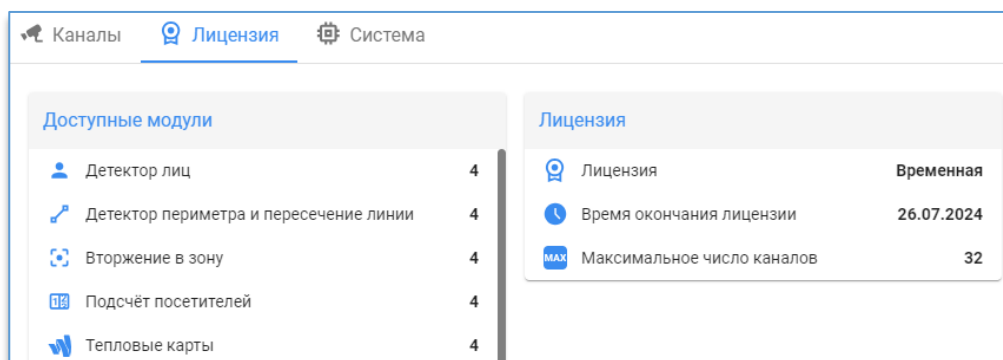 Каналы Лицензия Система
Доступные модули
Детектор лиц 4
Детектор периметра и пересечение линии 4
Вторжение в зону 4
Подсчёт посетителей 4
Тепловые карты 4
Лицензия
Лицензия Временная
Время окончания лицензии 26.07.2024
MAX Максимальное число каналов 32